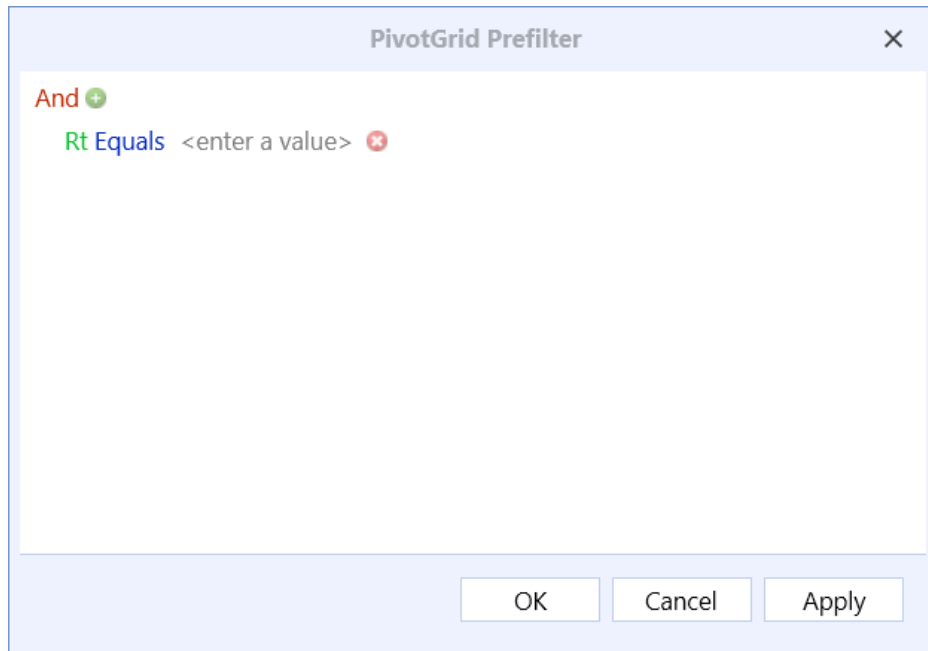 PivotGrid Prefilter
And
Rt Equals <enter a value>
OK Cancel Apply